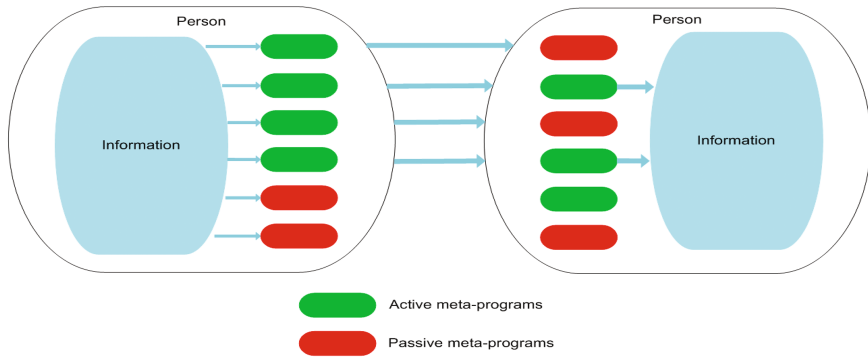 Person
Person
Information
Information
Active meta-programs
Passive meta-programs